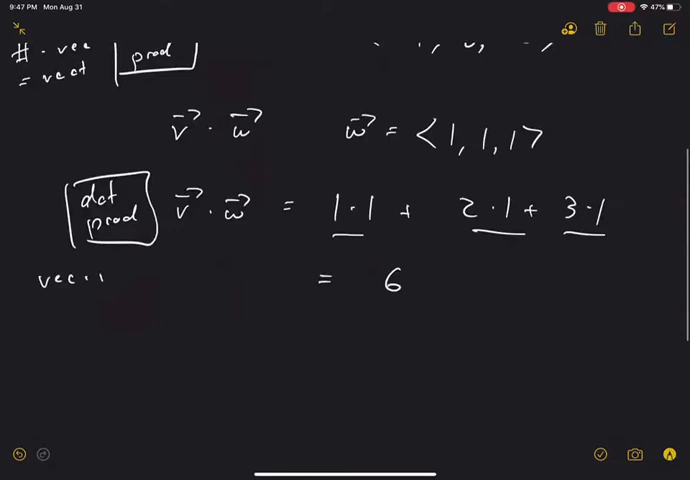 9:47 PM Mon Aug 31
47%
# · vec
= vect
prod
v⃗ · w⃗ w⃗ = <1, 1, 1>
dot
prod
v⃗ · w⃗ = 1 · 1 + 2 · 1 + 3 · 1
vec ·
= 6